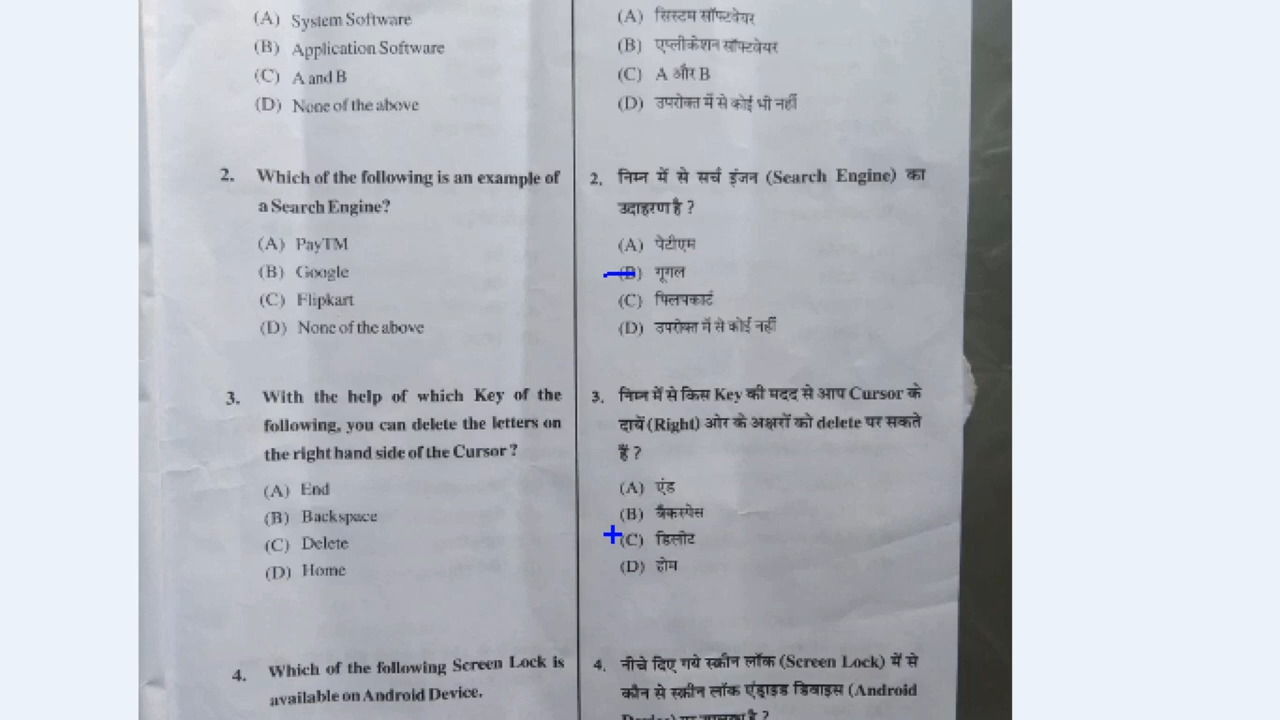 (A) System Software
(B) Application Software
(C) A and B
(D) None of the above
2. Which of the following is an example of
a Search Engine?
(A) PayTM
(B) Google
(C) Flipkart
(D) None of the above
3. With the help of which Key of the
following, you can delete the letters on
the right hand side of the Cursor ?
(A) End
(B) Backspace
(C) Delete
(D) Home
4. Which of the following Screen Lock is
available on Android Device.
(A) सिस्टम सॉफ्टवेयर
(B) एप्लीकेशन सॉफ्टवेयर
(C) A और B
(D) उपरोक्त में से कोई भी नहीं
2. निम्न में से सर्च इंजन (Search Engine) का
उदाहरण है ?
(A) पेटीएम
(B) गूगल
(C) फ्लिपकार्ट
(D) उपरोक्त में से कोई नहीं
3. निम्न में से किस Key की मदद से आप Cursor के
दायें (Right) ओर के अक्षरों को delete पर सकते
हैं ?
(A) एंड
(B) बैकस्पेस
(C) डिलीट
(D) होम
4. नीचे दिए गये स्क्रीन लॉक (Screen Lock) में से
कौन से स्क्रीन लॉक एंड्राइड डिवाइस (Android